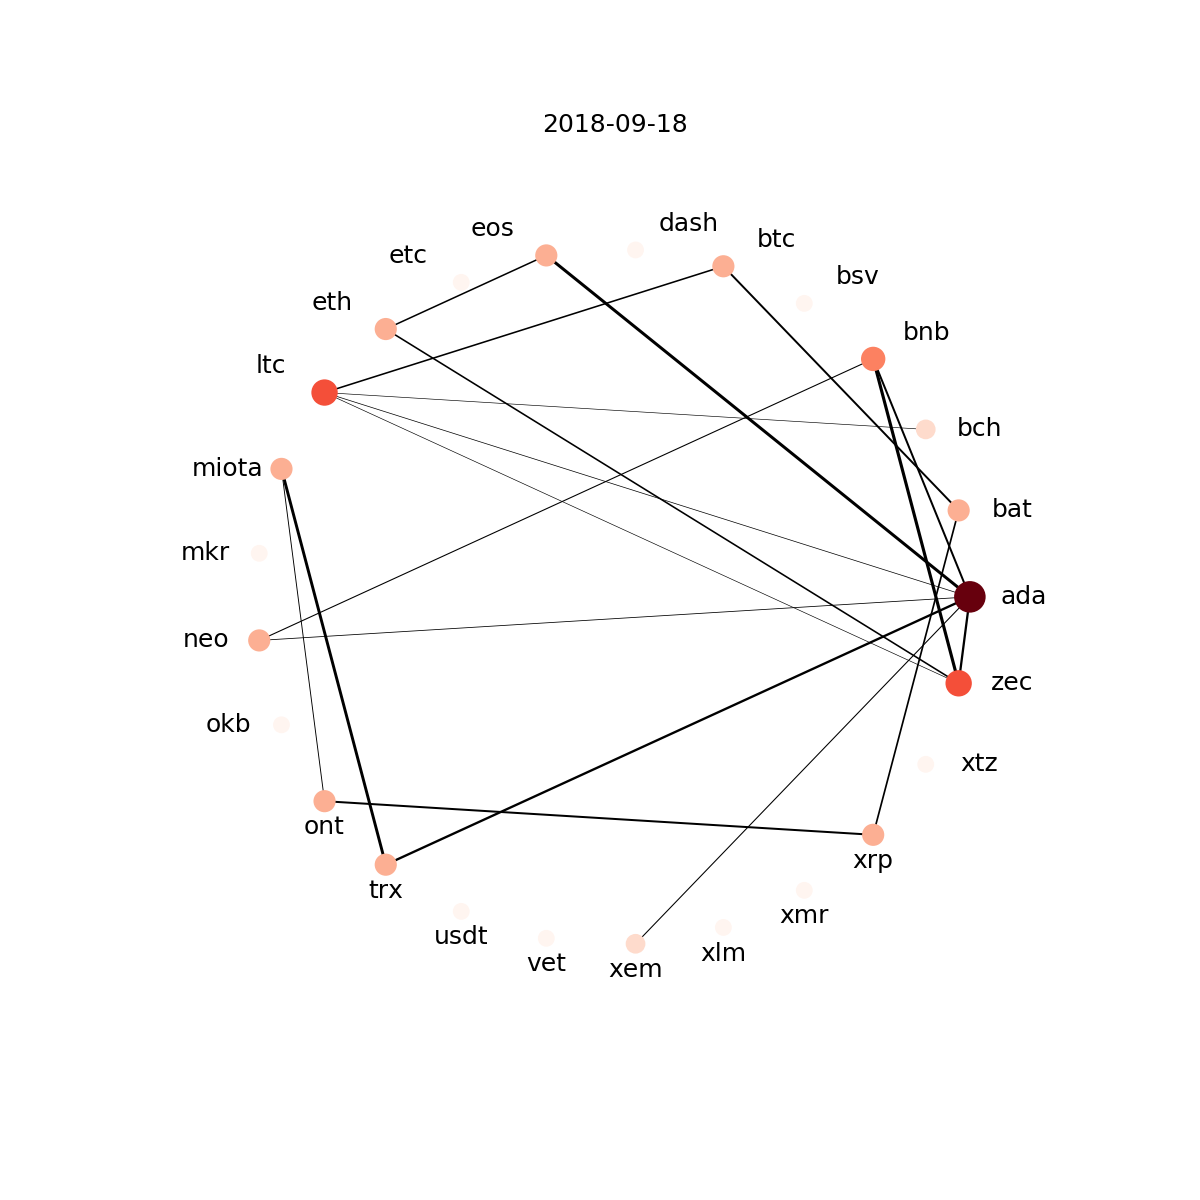 2018-09-18
dash
eos
btc
etc
bsv
eth
bnb
ltc
bch
miota
bat
mkr
ada
neo
zec
okb
xtz
ont
xrp
trx
xmr
usdt
xlm
vet
xem